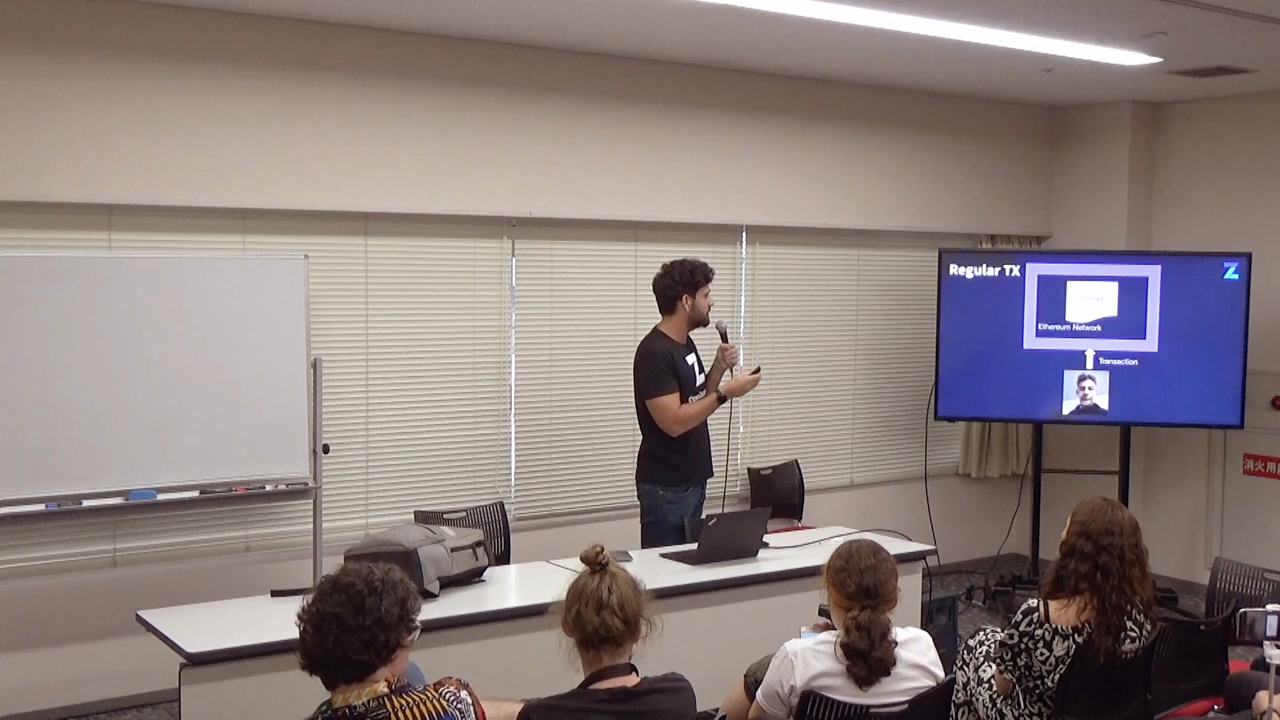 Regular TX
Z
Ethereum Network
Transaction
Z
消火用